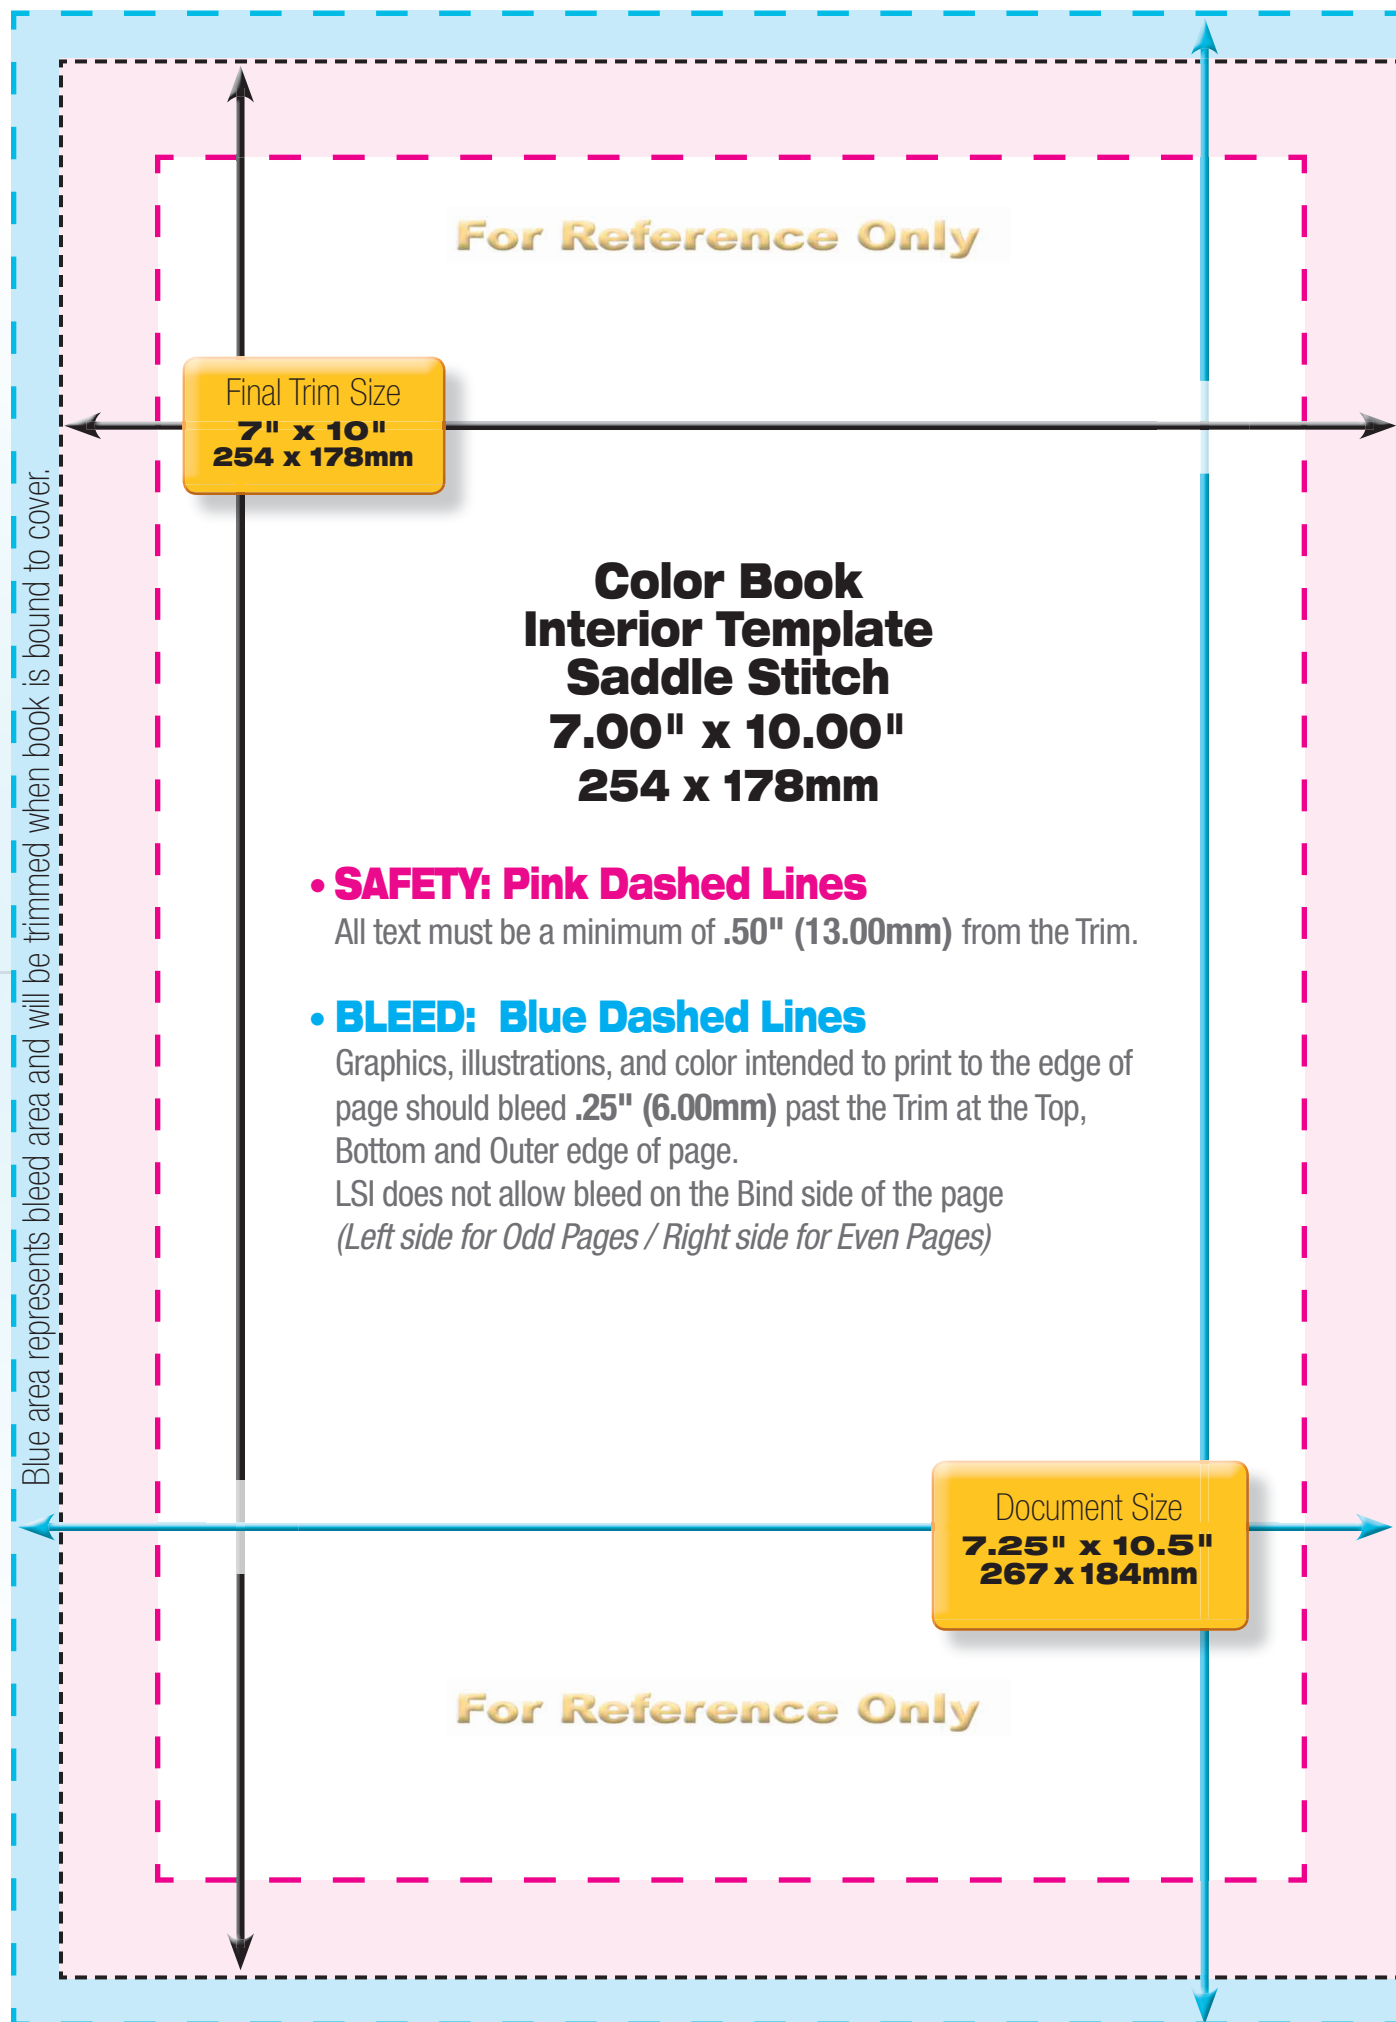 For Reference Only
Final Trim Size
7" x 10"
254 x 178mm
Blue area represents bleed area and will be trimmed when book is bound to cover.
Color Book
Interior Template
Saddle Stitch
7.00" x 10.00"
254 x 178mm
• SAFETY: Pink Dashed Lines
All text must be a minimum of .50" (13.00mm) from the Trim.
• BLEED: Blue Dashed Lines
Graphics, illustrations, and color intended to print to the edge of
page should bleed .25" (6.00mm) past the Trim at the Top,
Bottom and Outer edge of page.
LSI does not allow bleed on the Bind side of the page
(Left side for Odd Pages / Right side for Even Pages)
Document Size
7.25" x 10.5"
267 x 184mm
For Reference Only